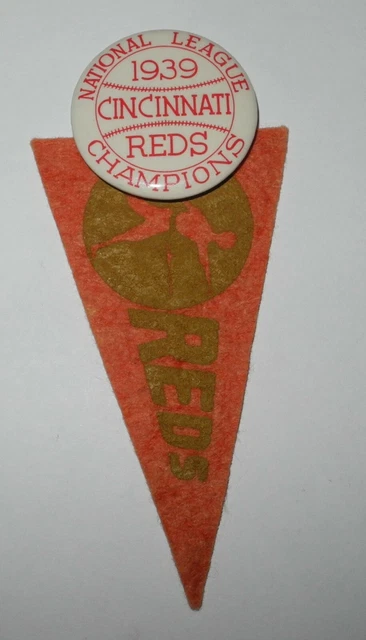 NATIONAL LEAGUE
1939
CINCINNATI
REDS
CHAMPIONS
REDS